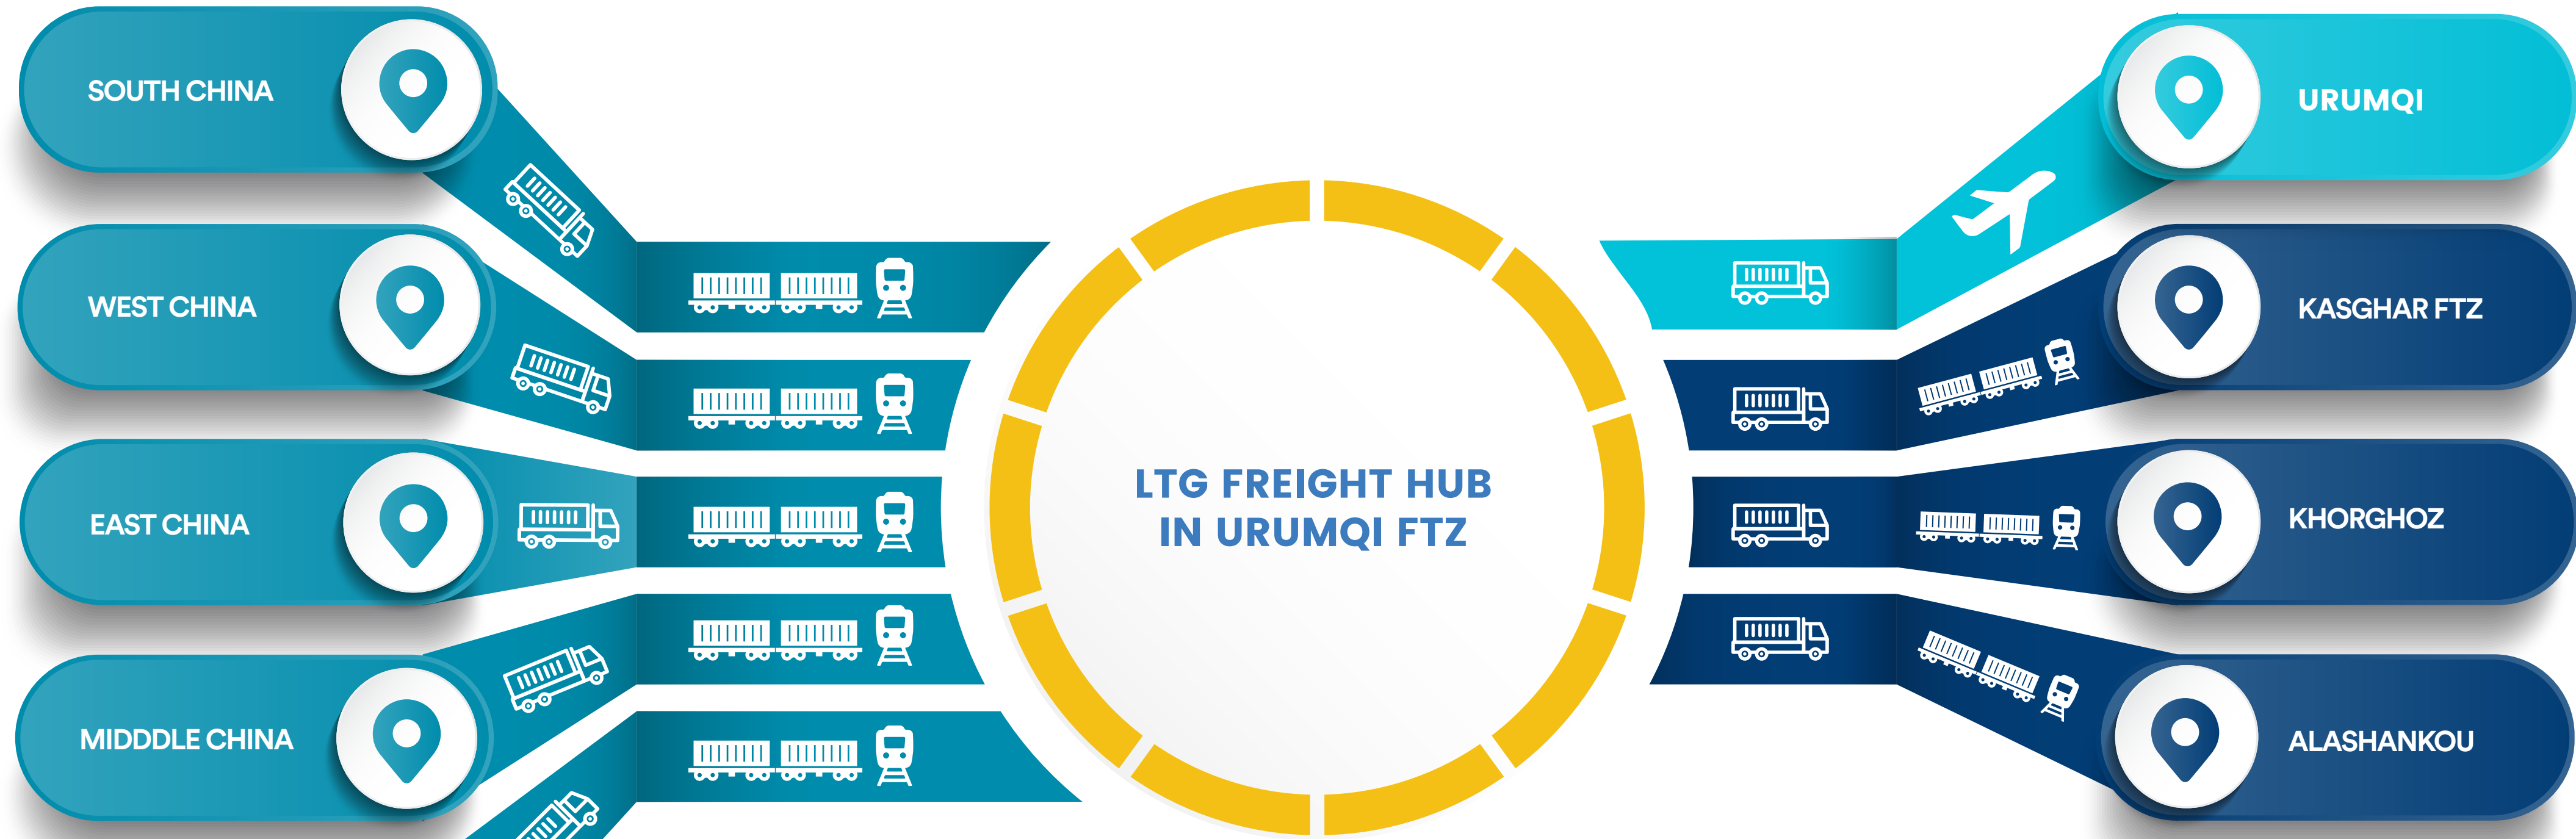 SOUTH CHINA
WEST CHINA
EAST CHINA
MIDDDLE CHINA
LTG FREIGHT HUB
IN URUMQI FTZ
URUMQI
KASGHAR FTZ
KHORGHOZ
ALASHANKOU